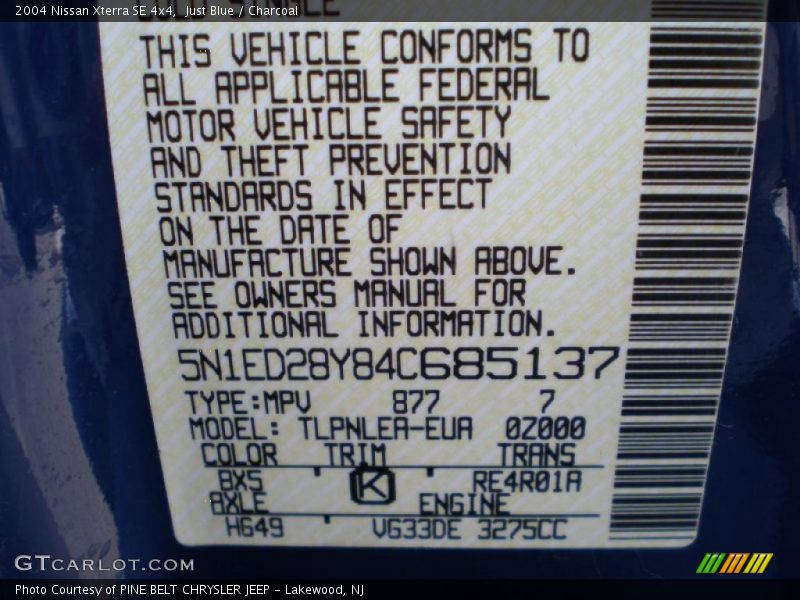 2004 Nissan Xterra SE 4x4, Just Blue / Charcoal
THIS VEHICLE CONFORMS TO
ALL APPLICABLE FEDERAL
MOTOR VEHICLE SAFETY
AND THEFT PREVENTION
STANDARDS IN EFFECT
ON THE DATE OF
MANUFACTURE SHOWN ABOVE.
SEE OWNERS MANUAL FOR
ADDITIONAL INFORMATION.
5N1ED28Y84C685137
TYPE:MPV 877 7
MODEL: TLPNLEA-EUA 0Z000
COLOR TRIM TRANS
BX5 K RE4R01A
AXLE ENGINE
HG49 VG33DE 3275CC
GTCARLOT.COM
Photo Courtesy of PINE BELT CHRYSLER JEEP - Lakewood, NJ